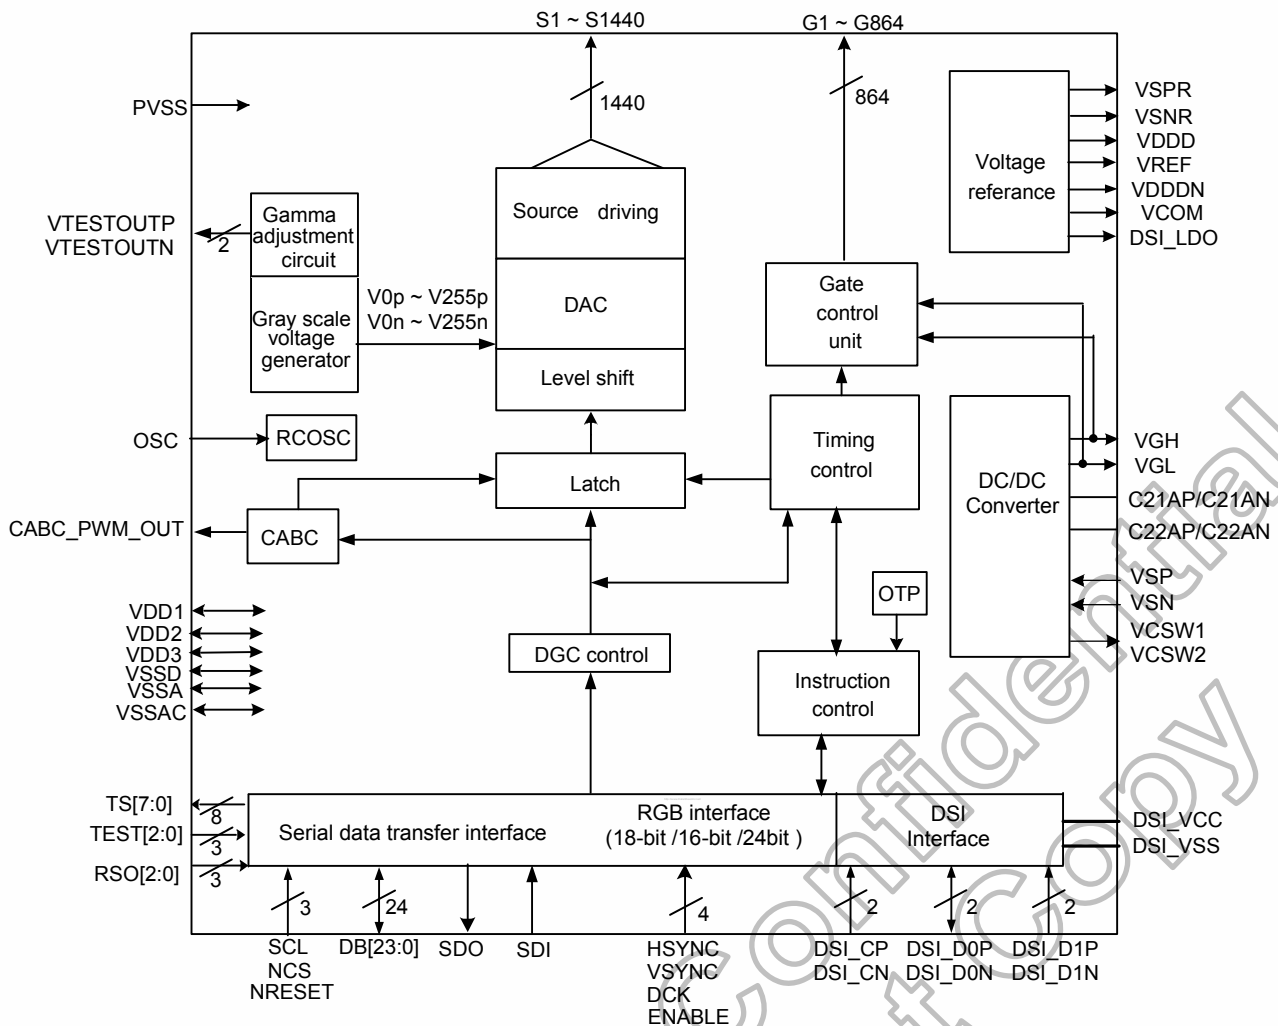 S1 ~ S1440
G1 ~ G864
1440
864
PVSS
VTESTOUTP
VTESTOUTN
2
Gamma
adjustment
circuit
Gray scale
voltage
generator
V0p ~ V255p
V0n ~ V255n
Source driving
DAC
Level shift
Gate
control
unit
Voltage
referance
VSPR
VSNR
VDDD
VREF
VDDDN
VCOM
DSI_LDO
OSC
RCOSC
Latch
Timing
control
DC/DC
Converter
VGH
VGL
C21AP/C21AN
C22AP/C22AN
VSP
VSN
VCSW1
VCSW2
CABC_PWM_OUT
CABC
OTP
VDD1
VDD2
VDD3
VSSD
VSSA
VSSAC
DGC control
Instruction
control
TS[7:0]
8
TEST[2:0]
3
RSO[2:0]
3
Serial data transfer interface
RGB interface
(18-bit /16-bit /24bit )
DSI
Interface
DSI_VCC
DSI_VSS
3
24
4
2
2
2
SCL
NCS
NRESET
DB[23:0]
SDO
SDI
HSYNC
VSYNC
DCK
ENABLE
DSI_CP
DSI_CN
DSI_D0P
DSI_D0N
DSI_D1P
DSI_D1N
Confidential
Copy